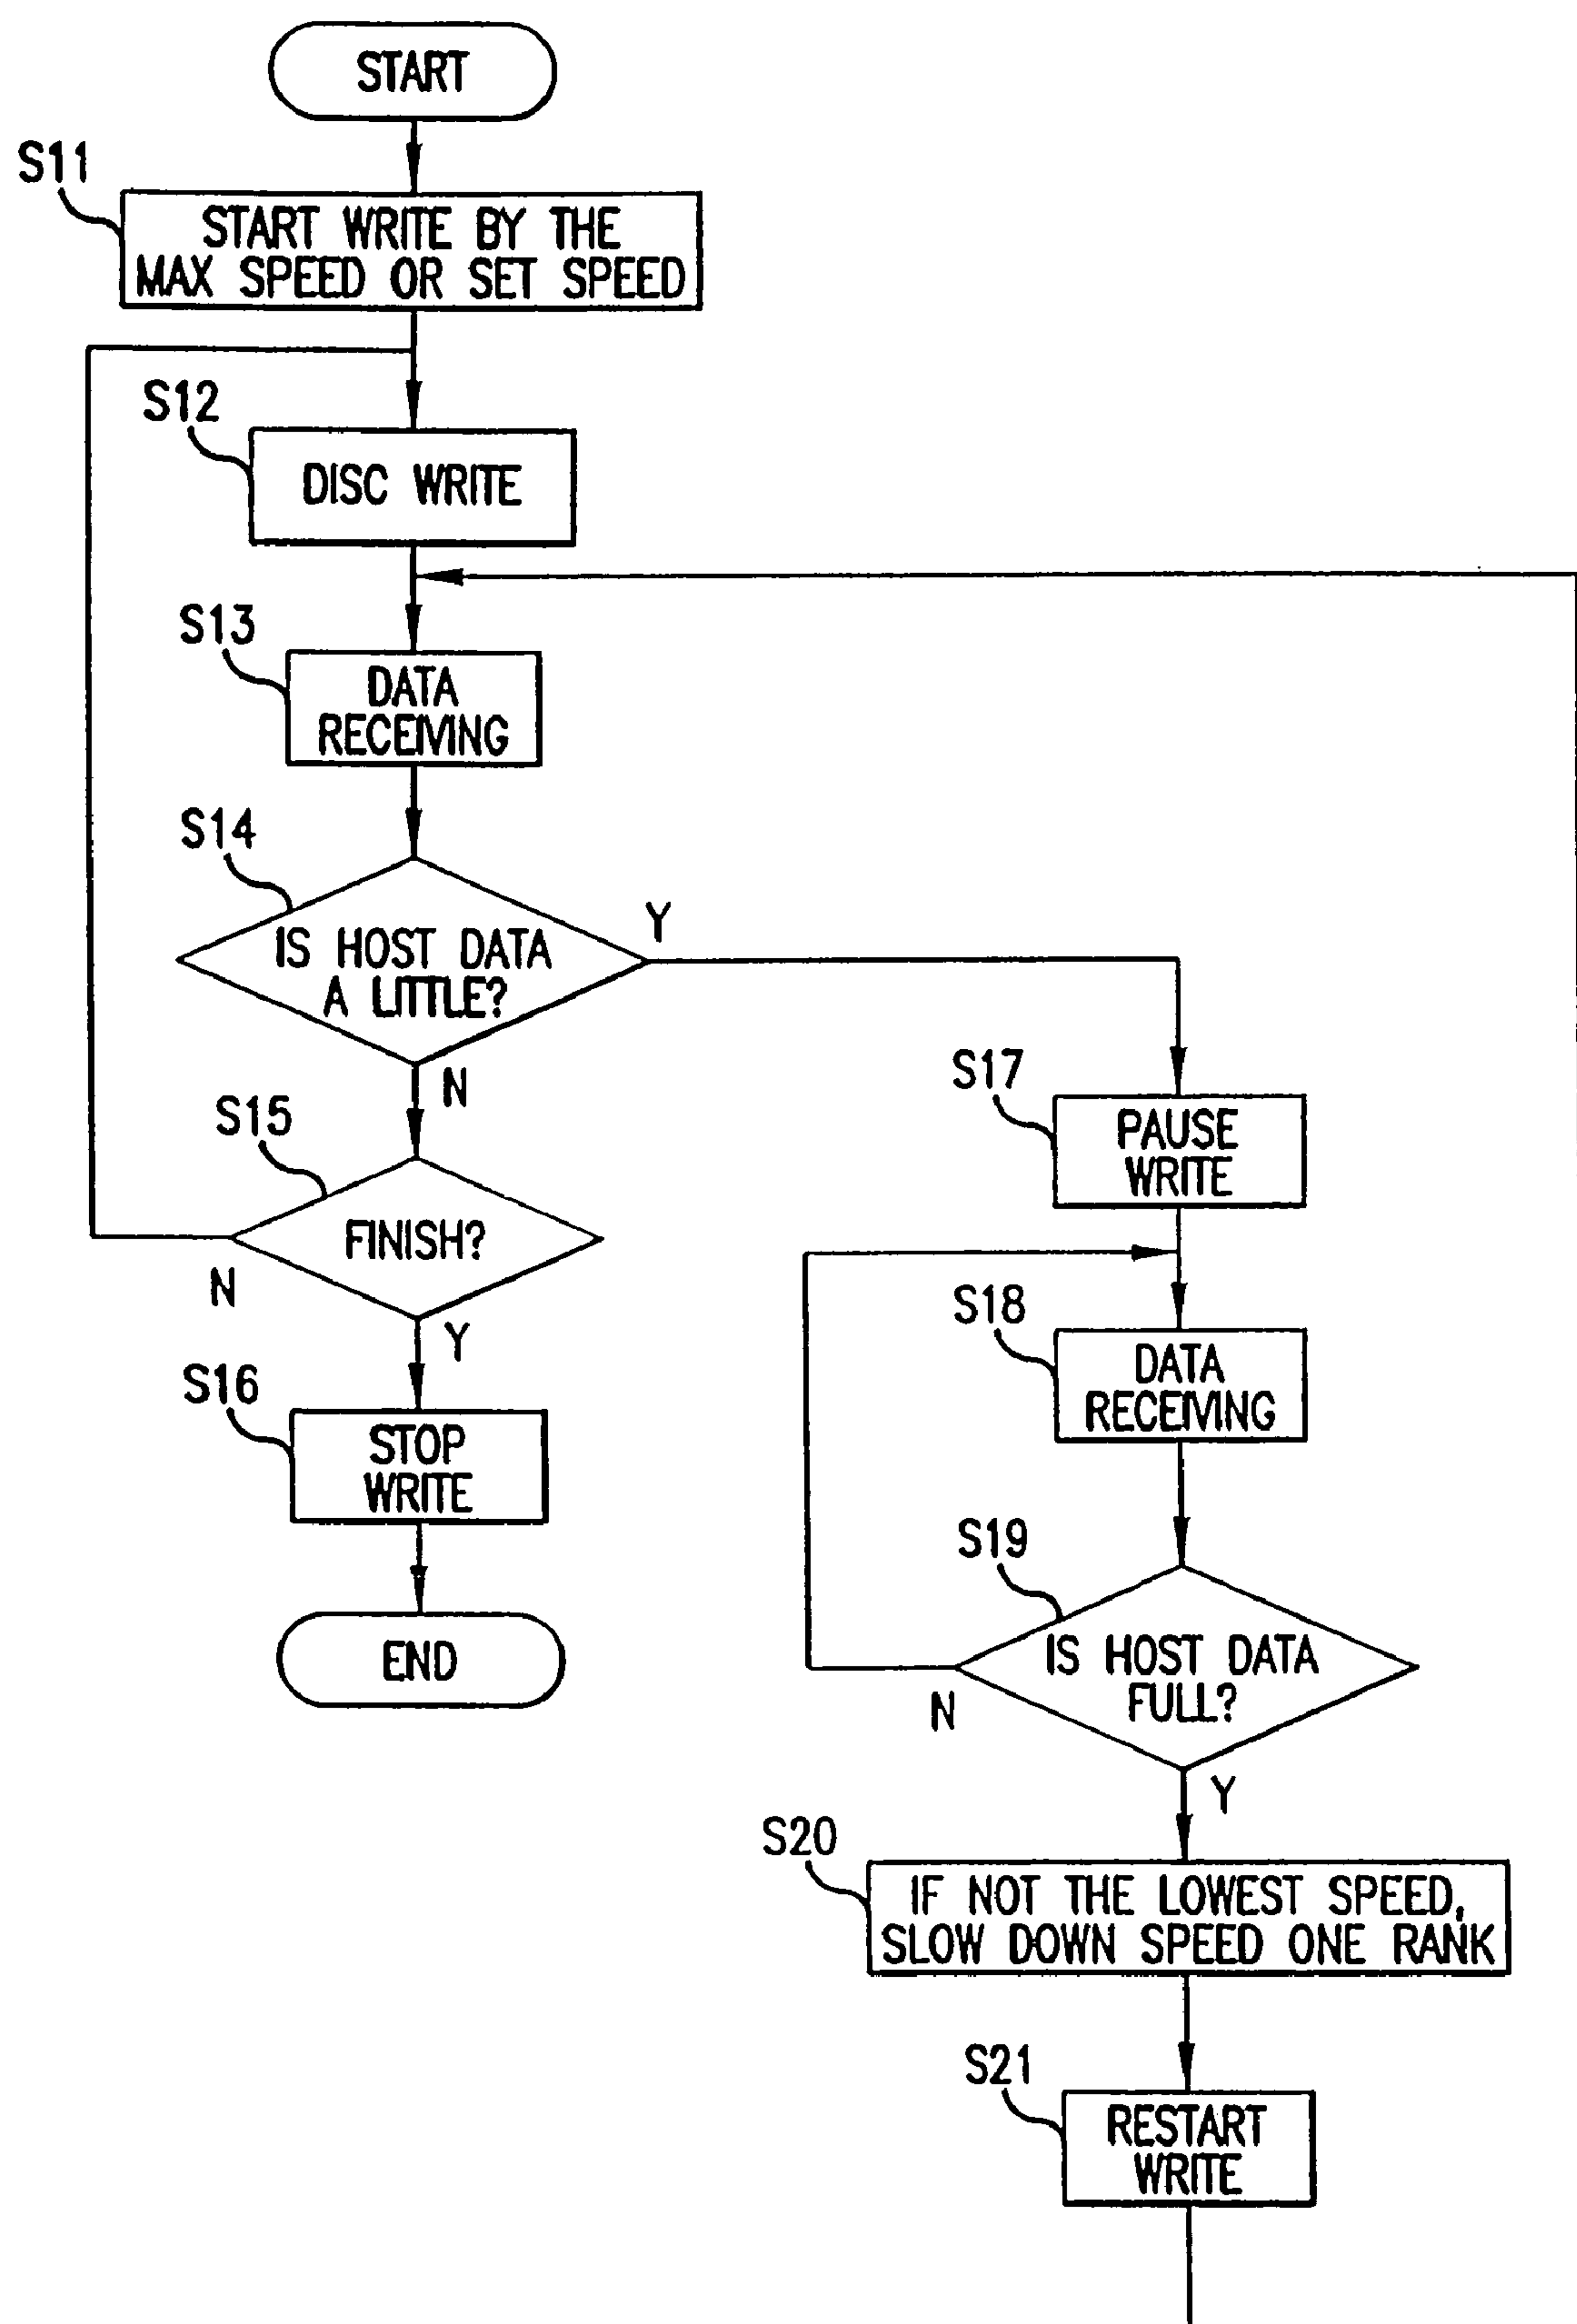 START
S11
START WRITE BY THE
MAX SPEED OR SET SPEED
S12
DISC WRITE
S13
DATA
RECEIVING
S14
IS HOST DATA
A LITTLE?
Y
N
S15
FINISH?
N
Y
S16
STOP
WRITE
END
S17
PAUSE
WRITE
S18
DATA
RECEIVING
S19
IS HOST DATA
FULL?
N
Y
S20
IF NOT THE LOWEST SPEED,
SLOW DOWN SPEED ONE RANK
S21
RESTART
WRITE